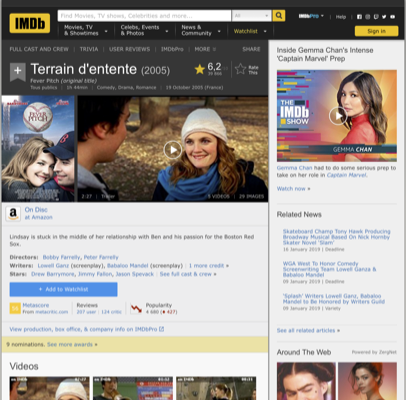 IMDb
Find Movies, TV shows, Celebrities and more...
All
IMDbPro
Help
Movies, TV & Showtimes
Celebs, Events & Photos
News & Community
Watchlist
Sign in
FULL CAST AND CREW | TRIVIA | USER REVIEWS | IMDbPro | MORE
SHARE
Terrain d'entente (2005)
Fever Pitch (original title)
Tous publics | 1h 44min | Comedy, Drama, Romance | 19 October 2005 (France)
6,2
Rate This
FEVER PITCH
2:27 | Trailer
8 VIDEOS | 29 IMAGES
On Disc
at Amazon
Lindsay is stuck in the middle of her relationship with Ben and his passion for the Boston Red
Sox.
Directors: Bobby Farrelly, Peter Farrelly
Writers: Lowell Ganz (screenplay), Babaloo Mandel (screenplay) | 1 more credit »
Stars: Drew Barrymore, Jimmy Fallon, Jason Spevack | See full cast & crew »
+ Add to Watchlist
Metascore
From metacritic.com
Reviews
207 user | 124 critic
Popularity
4 680 (427)
View production, box office, & company info on IMDbPro
9 nominations. See more awards »
Videos
Inside Gemma Chan's Intense
'Captain Marvel' Prep
THE IMDb SHOW
GEMMA CHAN
Gemma Chan had to do some serious prep to
take on her role in Captain Marvel.
Watch now »
Related News
Skateboard Champ Tony Hawk Producing
Broadway Musical Based On Nick Hornby
Skater Novel 'Slam'
16 January 2019 | Deadline
WGA West To Honor Comedy
Screenwriting Team Lowell Ganz &
Babaloo Mandel
09 January 2019 | Deadline
'Splash' Writers Lowell Ganz, Babaloo
Mandel to Be Honored by Writers Guild
09 January 2019 | Variety
See all related articles »
Around The Web
Powered by ZergNet